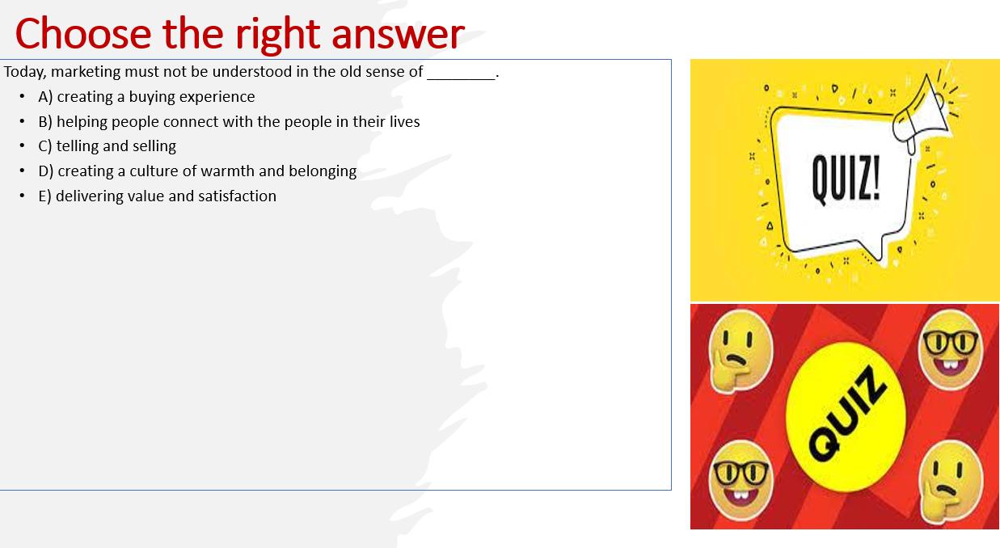 Choose the right answer
Today, marketing must not be understood in the old sense of ________.
• A) creating a buying experience
• B) helping people connect with the people in their lives
• C) telling and selling
• D) creating a culture of warmth and belonging
• E) delivering value and satisfaction
QUIZ!
QUIZ